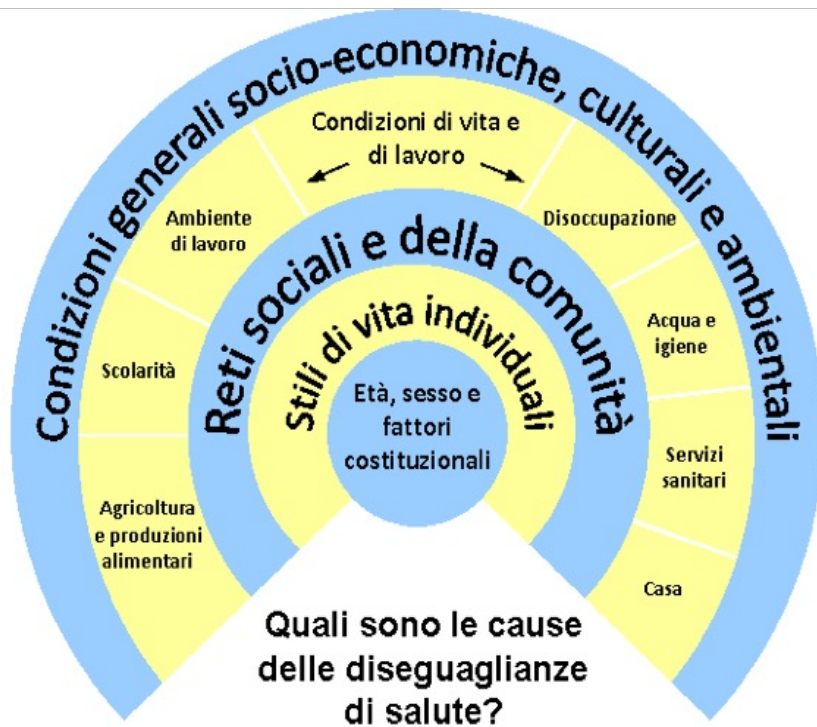 Condizioni generali socio-economiche, culturali e ambientali
Condizioni di vita e
di lavoro
Ambiente
di lavoro
Disoccupazione
Scolarità
Acqua e
igiene
Agricoltura
e produzioni
alimentari
Servizi
sanitari
Casa
Reti sociali e della comunità
Stili di vita individuali
Età, sesso e
fattori
costituzionali
Quali sono le cause
delle diseguaglianze
di salute?